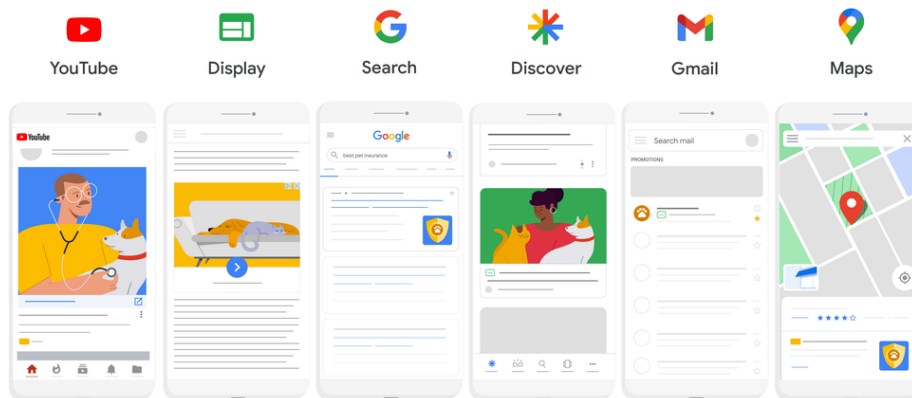 YouTube
Display
Search
Discover
Gmail
Maps
YouTube
Google
best pet insurance
Search mail
PROMOTIONS